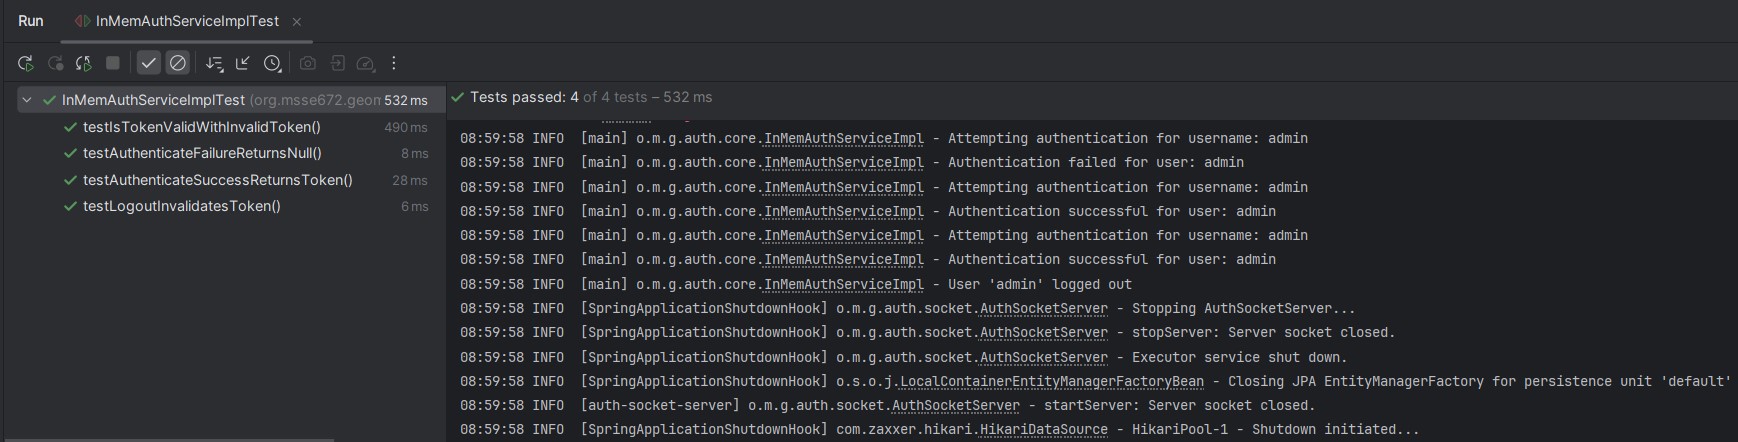 Run InMemAuthServiceImplTest
InMemAuthServiceImplTest (org.msse672.geon 532 ms
testIsTokenValidWithInvalidToken() 490 ms
testAuthenticateFailureReturnsNull() 8 ms
testAuthenticateSuccessReturnsToken() 28 ms
testLogoutInvalidatesToken() 6 ms
Tests passed: 4 of 4 tests – 532 ms
08:59:58 INFO [main] o.m.g.auth.core.InMemAuthServiceImpl - Attempting authentication for username: admin
08:59:58 INFO [main] o.m.g.auth.core.InMemAuthServiceImpl - Authentication failed for user: admin
08:59:58 INFO [main] o.m.g.auth.core.InMemAuthServiceImpl - Attempting authentication for username: admin
08:59:58 INFO [main] o.m.g.auth.core.InMemAuthServiceImpl - Authentication successful for user: admin
08:59:58 INFO [main] o.m.g.auth.core.InMemAuthServiceImpl - Attempting authentication for username: admin
08:59:58 INFO [main] o.m.g.auth.core.InMemAuthServiceImpl - Authentication successful for user: admin
08:59:58 INFO [main] o.m.g.auth.core.InMemAuthServiceImpl - User 'admin' logged out
08:59:58 INFO [SpringApplicationShutdownHook] o.m.g.auth.socket.AuthSocketServer - Stopping AuthSocketServer...
08:59:58 INFO [SpringApplicationShutdownHook] o.m.g.auth.socket.AuthSocketServer - stopServer: Server socket closed.
08:59:58 INFO [SpringApplicationShutdownHook] o.m.g.auth.socket.AuthSocketServer - Executor service shut down.
08:59:58 INFO [SpringApplicationShutdownHook] o.s.o.j.LocalContainerEntityManagerFactoryBean - Closing JPA EntityManagerFactory for persistence unit 'default'
08:59:58 INFO [auth-socket-server] o.m.g.auth.socket.AuthSocketServer - startServer: Server socket closed.
08:59:58 INFO [SpringApplicationShutdownHook] com.zaxxer.hikari.HikariDataSource - HikariPool-1 - Shutdown initiated...